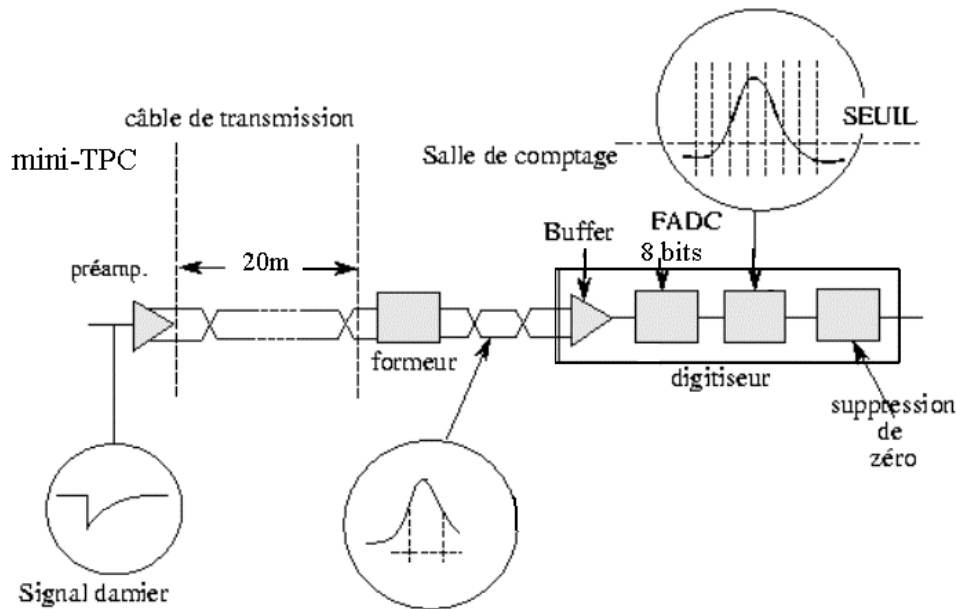 câble de transmission
mini-TPC
Salle de comptage
SEUIL
Buffer
FADC
8 bits
préamp.
20m
formeur
digitiseur
suppression
de
zéro
Signal damier